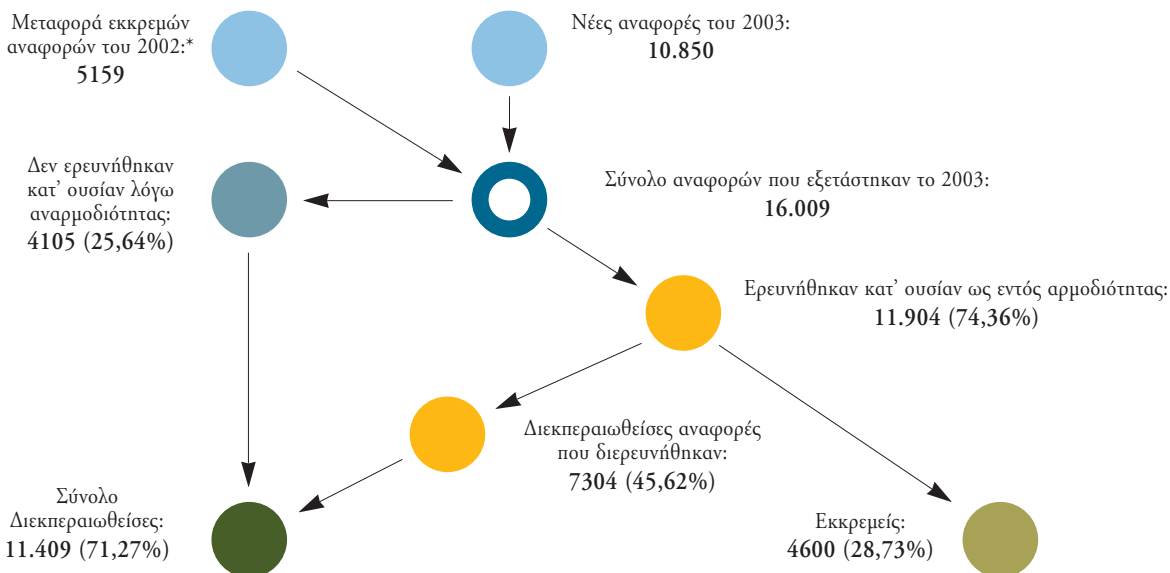 Μεταφορά εκκρεμών
αναφορών του 2002:*
5159
Νέες αναφορές του 2003:
10.850
Δεν ερευνήθηκαν
κατ’ ουσίαν λόγω
αναρμοδιότητας:
4105 (25,64%)
Σύνολο αναφορών που εξετάστηκαν το 2003:
16.009
Ερευνήθηκαν κατ’ ουσίαν ως εντός αρμοδιότητας:
11.904 (74,36%)
Διεκπεραιωθείσες αναφορές
που διερευνήθηκαν:
7304 (45,62%)
Σύνολο
Διεκπεραιωθείσες:
11.409 (71,27%)
Εκκρεμείς:
4600 (28,73%)